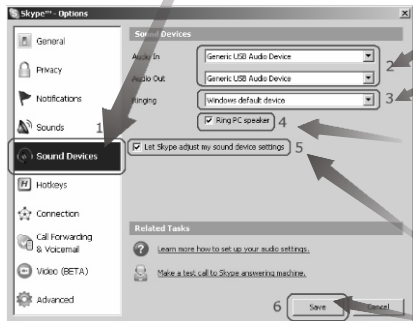 Skype™ - Options
General
Privacy
Notifications
Sounds
1
Sound Devices
Hotkeys
Connection
Call Forwarding
& Voicemail
Video (BETA)
Advanced
Sound Devices
Audio In
Generic USB Audio Device
2
Audio Out
Generic USB Audio Device
Ringing
Windows default device
3
Ring PC speaker
4
Let Skype adjust my sound device settings
5
Related Tasks
Learn more how to set up your audio settings.
Make a test call to Skype answering machine.
6
Save
Cancel